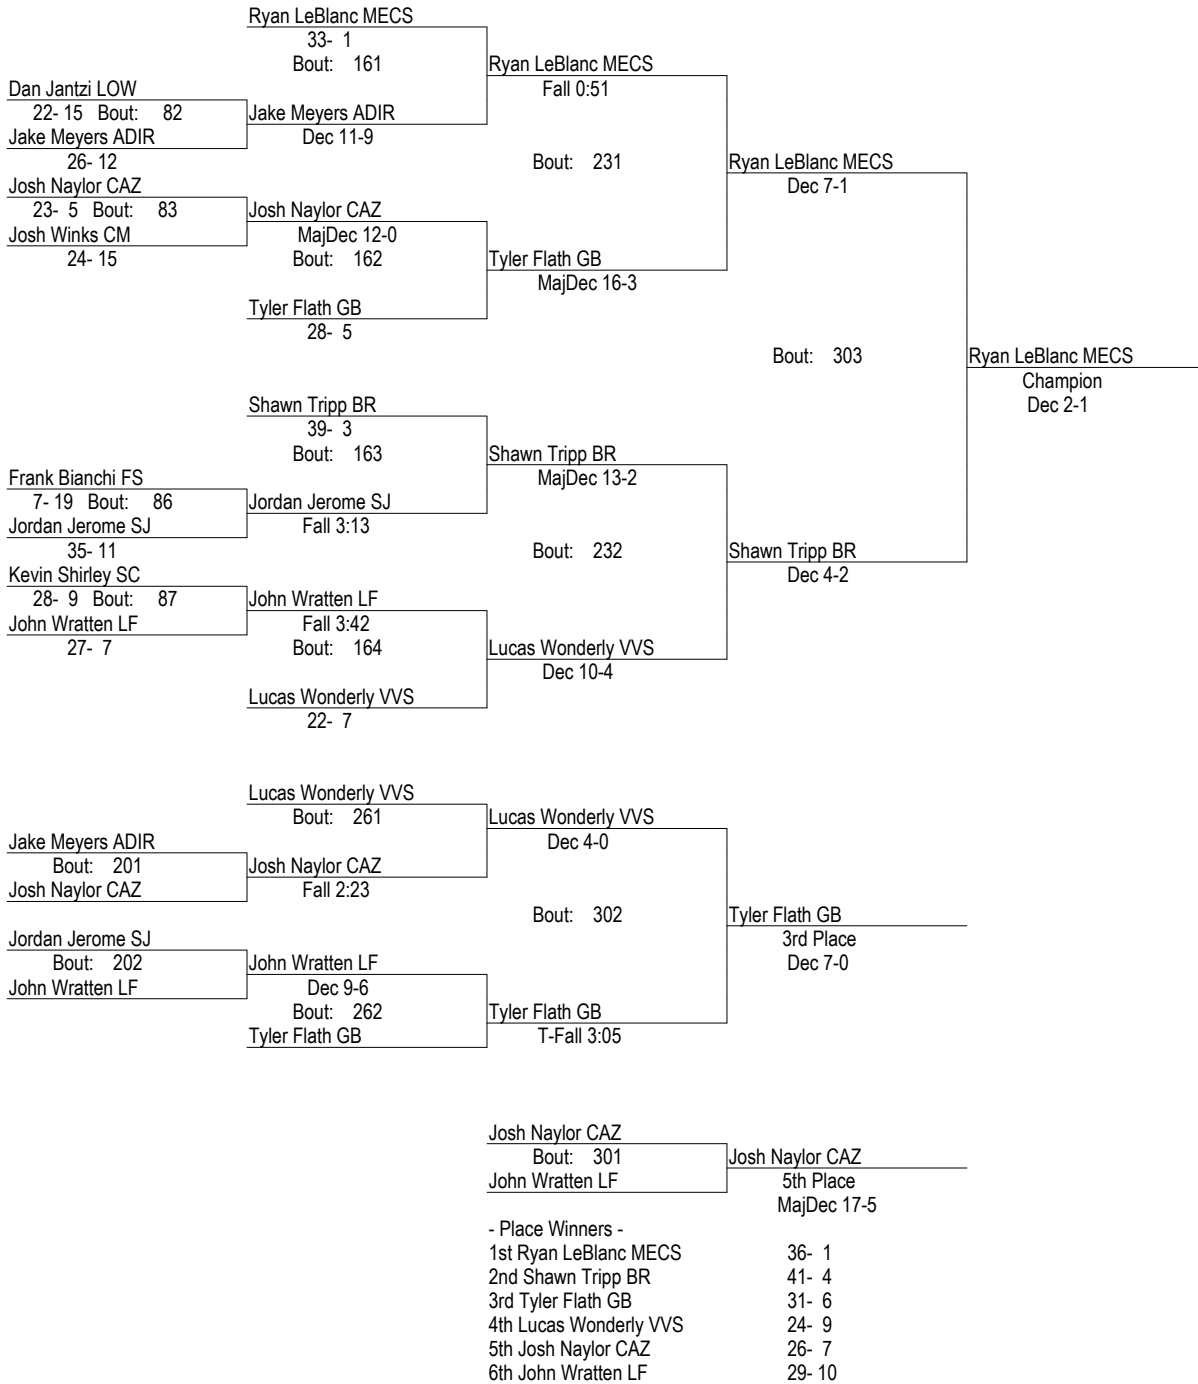 Ryan LeBlanc MECS
33- 1
Bout: 161
Ryan LeBlanc MECS
Fall 0:51
Dan Jantzi LOW
22- 15 Bout: 82
Jake Meyers ADIR
Dec 11-9
Jake Meyers ADIR
26- 12
Bout: 231
Ryan LeBlanc MECS
Dec 7-1
Josh Naylor CAZ
23- 5 Bout: 83
Josh Naylor CAZ
MajDec 12-0
Josh Winks CM
24- 15
Bout: 162
Tyler Flath GB
MajDec 16-3
Tyler Flath GB
28- 5
Bout: 303
Ryan LeBlanc MECS
Champion
Dec 2-1
Shawn Tripp BR
39- 3
Bout: 163
Shawn Tripp BR
MajDec 13-2
Frank Bianchi FS
7- 19 Bout: 86
Jordan Jerome SJ
Fall 3:13
Jordan Jerome SJ
35- 11
Bout: 232
Shawn Tripp BR
Dec 4-2
Kevin Shirley SC
28- 9 Bout: 87
John Wratten LF
Fall 3:42
John Wratten LF
27- 7
Bout: 164
Lucas Wonderly VVS
Dec 10-4
Lucas Wonderly VVS
22- 7
Lucas Wonderly VVS
Bout: 261
Lucas Wonderly VVS
Dec 4-0
Jake Meyers ADIR
Bout: 201
Josh Naylor CAZ
Fall 2:23
Josh Naylor CAZ
Bout: 302
Tyler Flath GB
3rd Place
Dec 7-0
Jordan Jerome SJ
Bout: 202
John Wratten LF
Dec 9-6
John Wratten LF
Bout: 262
Tyler Flath GB
T-Fall 3:05
Tyler Flath GB
Josh Naylor CAZ
Bout: 301
Josh Naylor CAZ
5th Place
MajDec 17-5
John Wratten LF
- Place Winners -
1st Ryan LeBlanc MECS 36- 1
2nd Shawn Tripp BR 41- 4
3rd Tyler Flath GB 31- 6
4th Lucas Wonderly VVS 24- 9
5th Josh Naylor CAZ 26- 7
6th John Wratten LF 29- 10